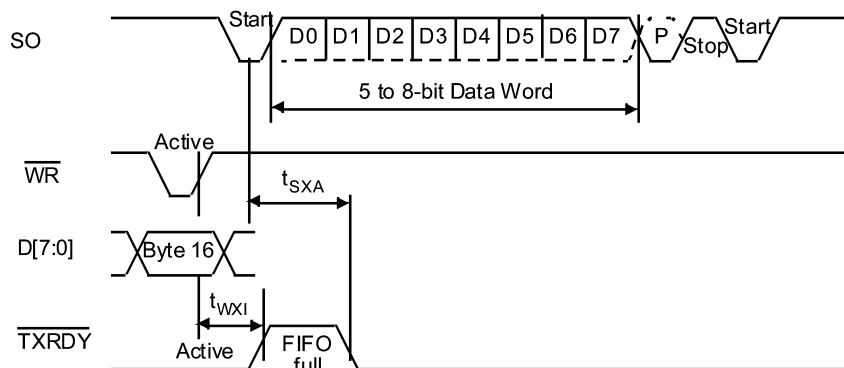 SO
Start
D0 D1 D2 D3 D4 D5 D6 D7 P Stop Start
5 to 8-bit Data Word
WR
Active
tSXA
D[7:0]
Byte 16
tWXI
TXRDY
Active
FIFO
full